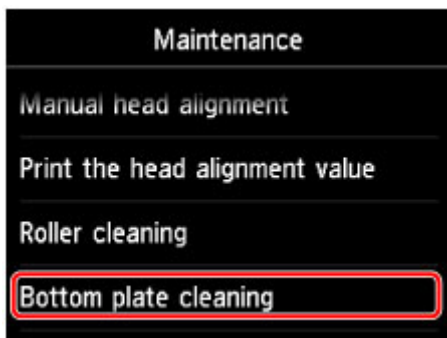 Maintenance
Manual head alignment
Print the head alignment value
Roller cleaning
Bottom plate cleaning